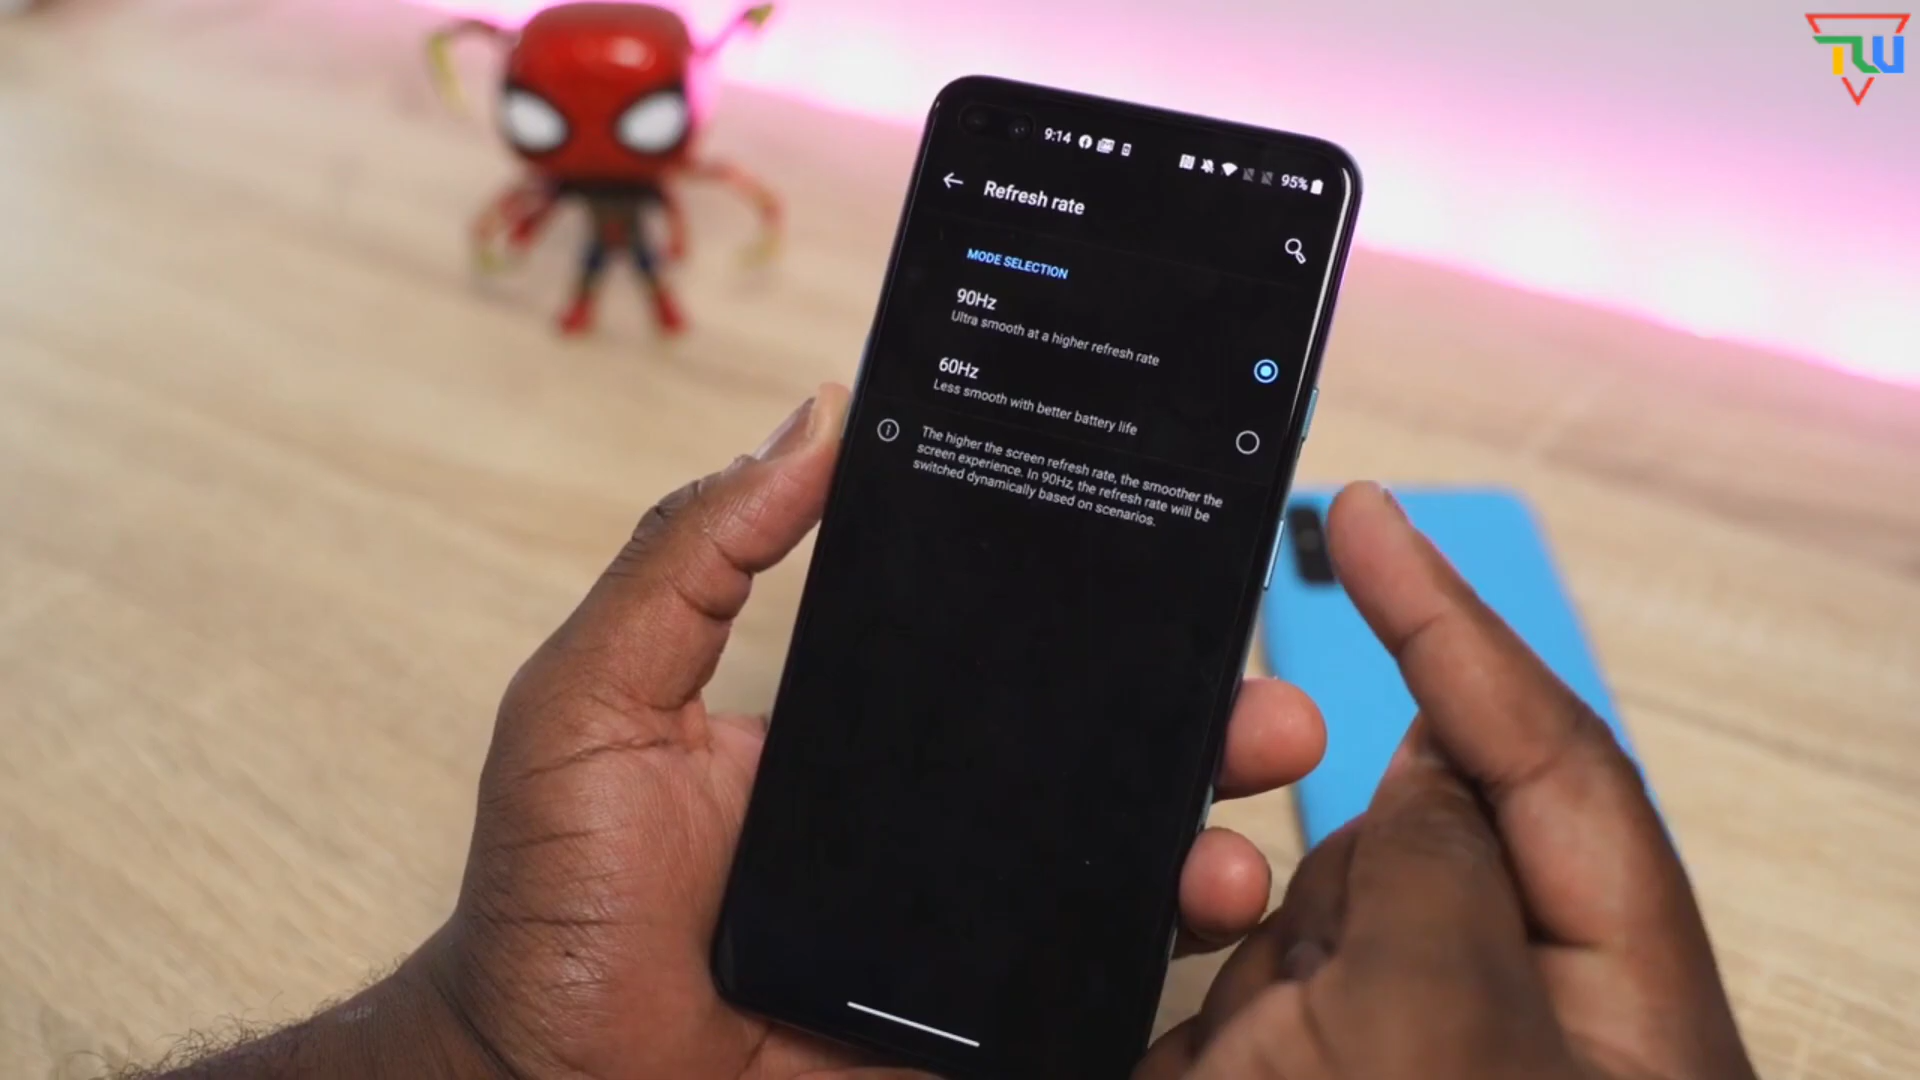 TLW
9:14
95%
Refresh rate
MODE SELECTION
90Hz
Ultra smooth at a higher refresh rate
60Hz
Less smooth with better battery life
The higher the screen refresh rate, the smoother the
screen experience. In 90Hz, the refresh rate will be
switched dynamically based on scenarios.